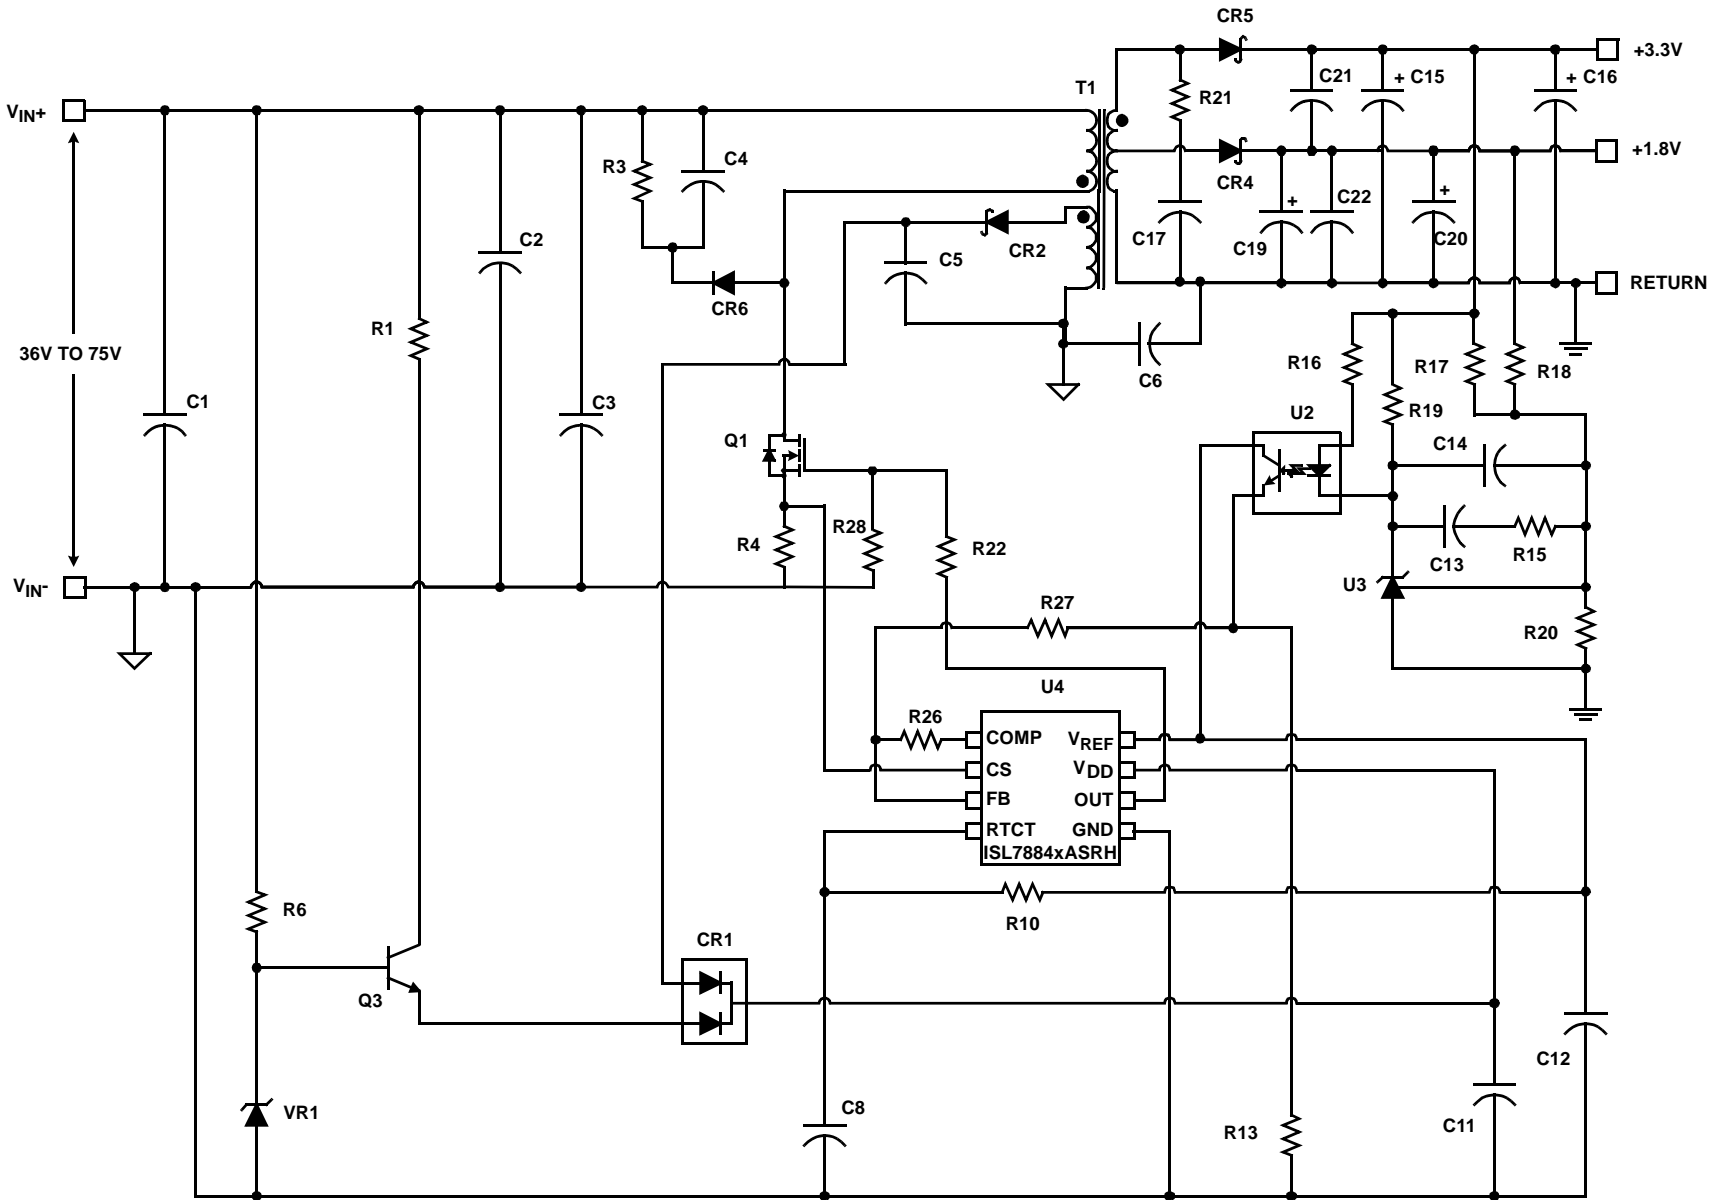 CR5
+3.3V
T1
C21
+ C15
+ C16
R21
VIN+
+1.8V
R3
C4
CR4
C22
+
+
C17
C19
C20
C2
CR2
C5
RETURN
CR6
R1
36V TO 75V
R16
R17
R18
C6
C1
C3
R19
U2
Q1
C14
R28
R4
R22
R15
C13
VIN-
U3
R27
R20
U4
R26
COMP
VREF
CS
VDD
FB
OUT
RTCT
GND
ISL7884xASRH
R6
R10
CR1
Q3
C12
VR1
C8
C11
R13